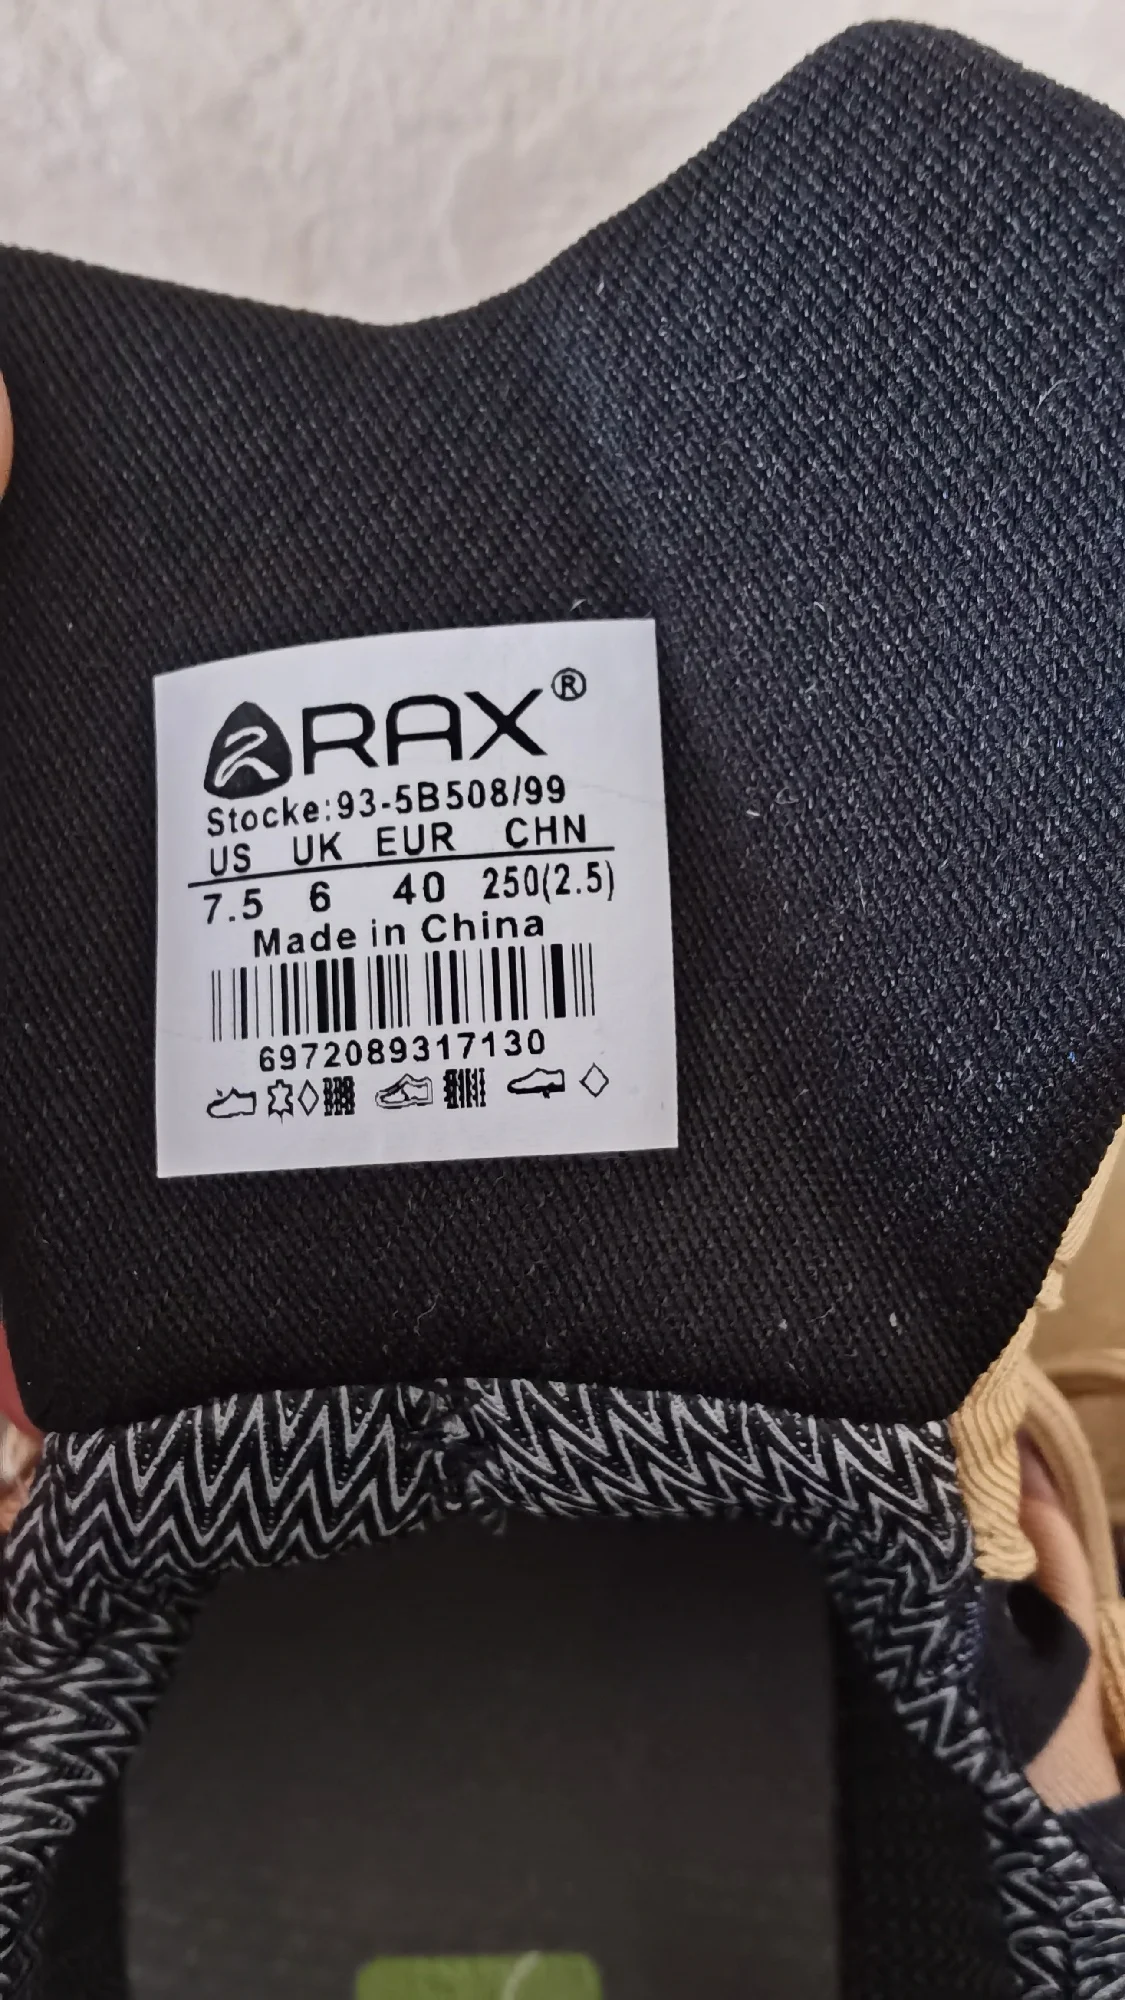 RAX®
Stocke:93-5B508/99
US UK EUR CHN
7.5 6 40 250(2.5)
Made in China
6972089317130